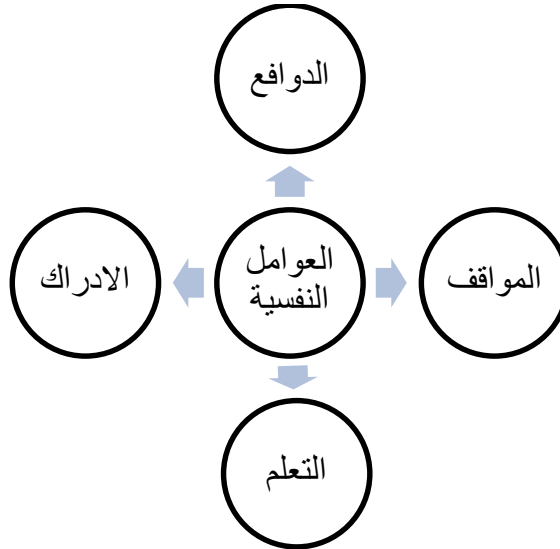 الدوافع
المواقف
العوامل
النفسية
الادراك
التعلم